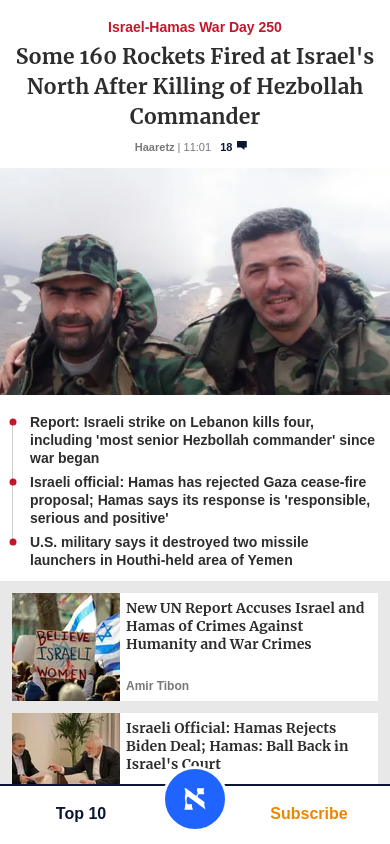 Israel-Hamas War Day 250
Some 160 Rockets Fired at Israel's
North After Killing of Hezbollah
Commander
Haaretz | 11:01 18
Report: Israeli strike on Lebanon kills four,
including 'most senior Hezbollah commander' since
war began
Israeli official: Hamas has rejected Gaza cease-fire
proposal; Hamas says its response is 'responsible,
serious and positive'
U.S. military says it destroyed two missile
launchers in Houthi-held area of Yemen
BELIEVE
ISRAELI
WOMEN
New UN Report Accuses Israel and
Hamas of Crimes Against
Humanity and War Crimes
Amir Tibon
Israeli Official: Hamas Rejects
Biden Deal; Hamas: Ball Back in
Israel's Court
Top 10
א
Subscribe